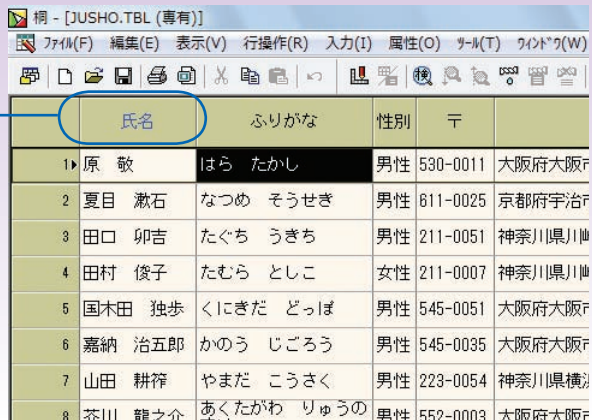 桐 - [JUSHO.TBL (専有)]
ファイル(F) 編集(E) 表示(V) 行操作(R) 入力(I) 属性(O) ツール(T) ウィンドウ(W)
氏名 ふりがな 性別 〒
1 原 敬 はら たかし 男性 530-0011 大阪府大阪市
2 夏目 漱石 なつめ そうせき 男性 611-0025 京都府宇治市
3 田口 卯吉 たぐち うきち 男性 211-0051 神奈川県川
4 田村 俊子 たむら としこ 女性 211-0007 神奈川県川
5 国木田 独歩 くにきだ どっぽ 男性 545-0051 大阪府大阪市
6 嘉納 治五郎 かのう じごろう 男性 545-0035 大阪府大阪市
7 山田 耕筰 やまだ こうさく 男性 223-0054 神奈川県横浜
8 芥川 龍之介 あくたがわ りゅうの 男性 552-0003 大阪府大阪市